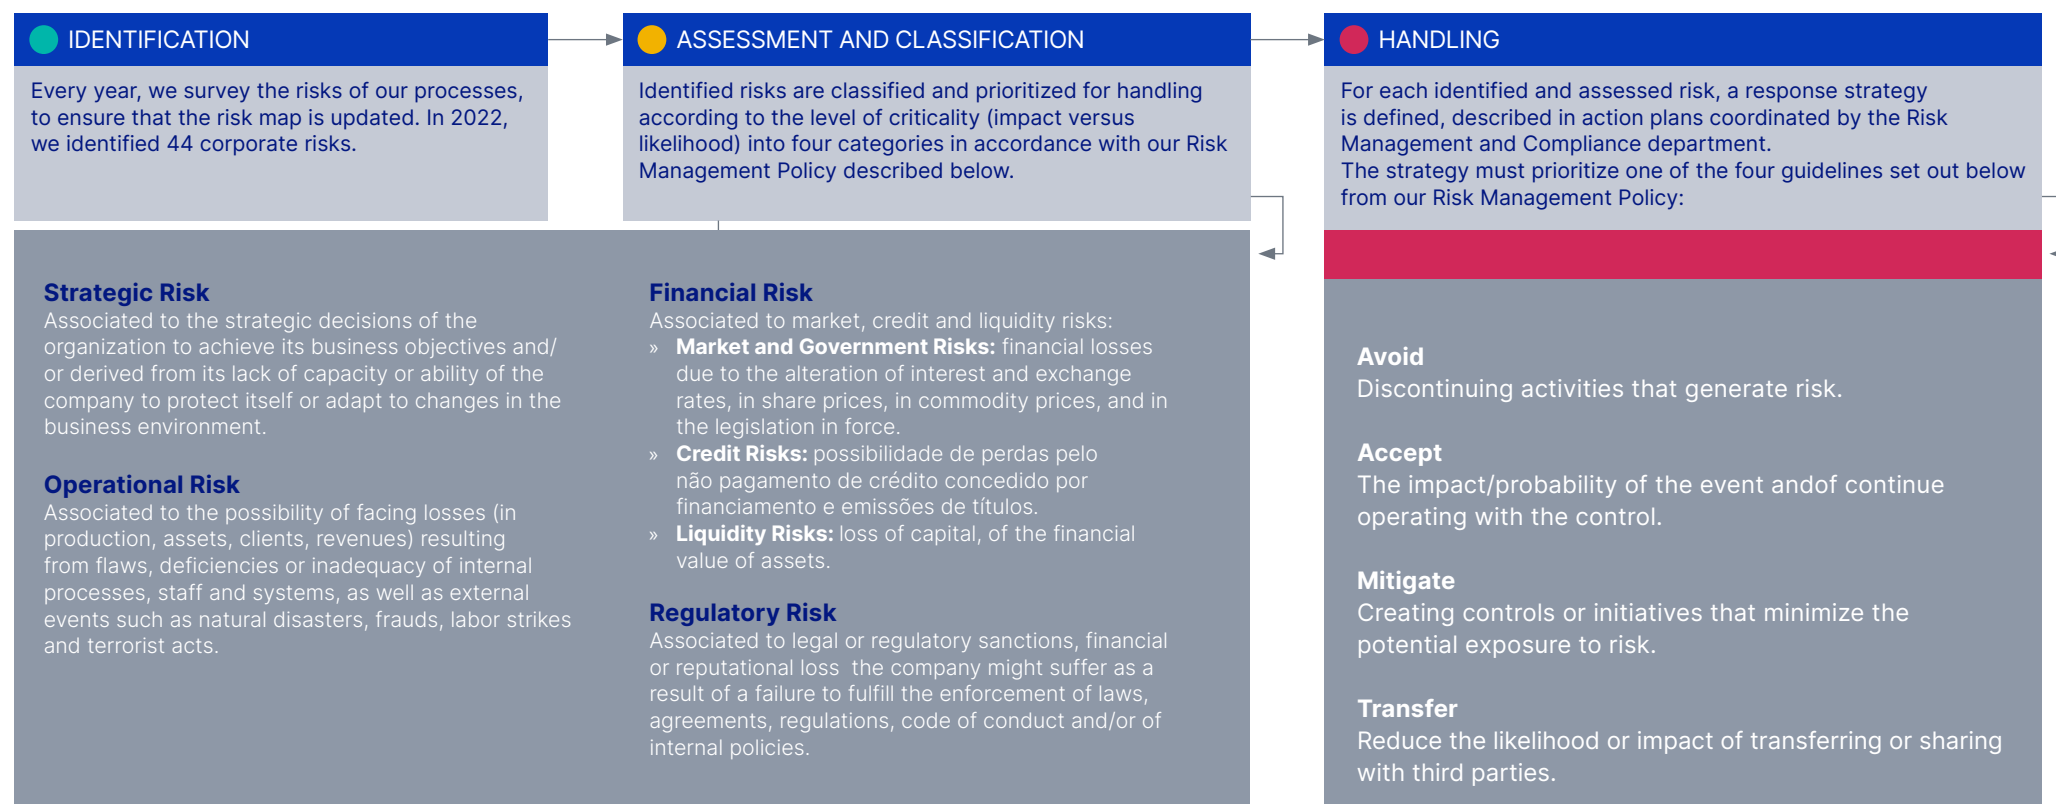 IDENTIFICATION
Every year, we survey the risks of our processes,
to ensure that the risk map is updated. In 2022,
we identified 44 corporate risks.
ASSESSMENT AND CLASSIFICATION
Identified risks are classified and prioritized for handling
according to the level of criticality (impact versus
likelihood) into four categories in accordance with our Risk
Management Policy described below.
Strategic Risk
Associated to the strategic decisions of the
organization to achieve its business objectives and/
or derived from its lack of capacity or ability of the
company to protect itself or adapt to changes in the
business environment.
Operational Risk
Associated to the possibility of facing losses (in
production, assets, clients, revenues) resulting
from flaws, deficiencies or inadequacy of internal
processes, staff and systems, as well as external
events such as natural disasters, frauds, labor strikes
and terrorist acts.
Financial Risk
Associated to market, credit and liquidity risks:
» Market and Government Risks: financial losses
due to the alteration of interest and exchange
rates, in share prices, in commodity prices, and in
the legislation in force.
» Credit Risks: possibilidade de perdas pelo
não pagamento de crédito concedido por
financiamento e emissões de títulos.
» Liquidity Risks: loss of capital, of the financial
value of assets.
Regulatory Risk
Associated to legal or regulatory sanctions, financial
or reputational loss  the company might suffer as a
result of a failure to fulfill the enforcement of laws,
agreements, regulations, code of conduct and/or of
internal policies.
HANDLING
For each identified and assessed risk, a response strategy
is defined, described in action plans coordinated by the Risk
Management and Compliance department.
The strategy must prioritize one of the four guidelines set out below
from our Risk Management Policy:
Avoid
Discontinuing activities that generate risk.
Accept
The impact/probability of the event andof continue
operating with the control.
Mitigate
Creating controls or initiatives that minimize the
potential exposure to risk.
Transfer
Reduce the likelihood or impact of transferring or sharing
with third parties.